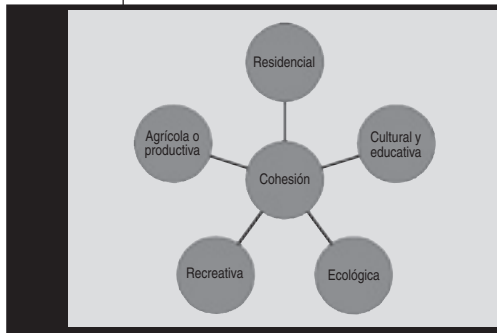 Residencial
Agrícola o
productiva
Cultural y
educativa
Cohesión
Recreativa
Ecológica